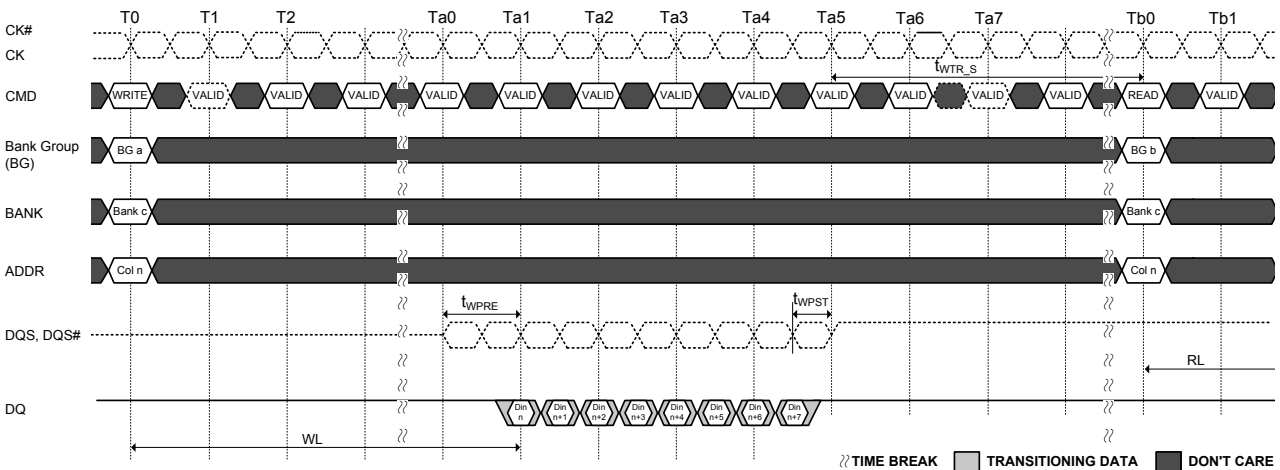 T0 T1 T2 Ta0 Ta1 Ta2 Ta3 Ta4 Ta5 Ta6 Ta7 Tb0 Tb1
CK#
CK
tWTR_S
CMD WRITE VALID VALID VALID VALID VALID VALID VALID VALID VALID VALID VALID VALID READ VALID
Bank Group
(BG)
BG a BG b
BANK Bank c Bank c
ADDR Col n Col n
tWPRE tWPST
DQS, DQS#
RL
DQ
Din n Din n+1 Din n+2 Din n+3 Din n+4 Din n+5 Din n+6 Din n+7
WL
TIME BREAK TRANSITIONING DATA DON'T CARE